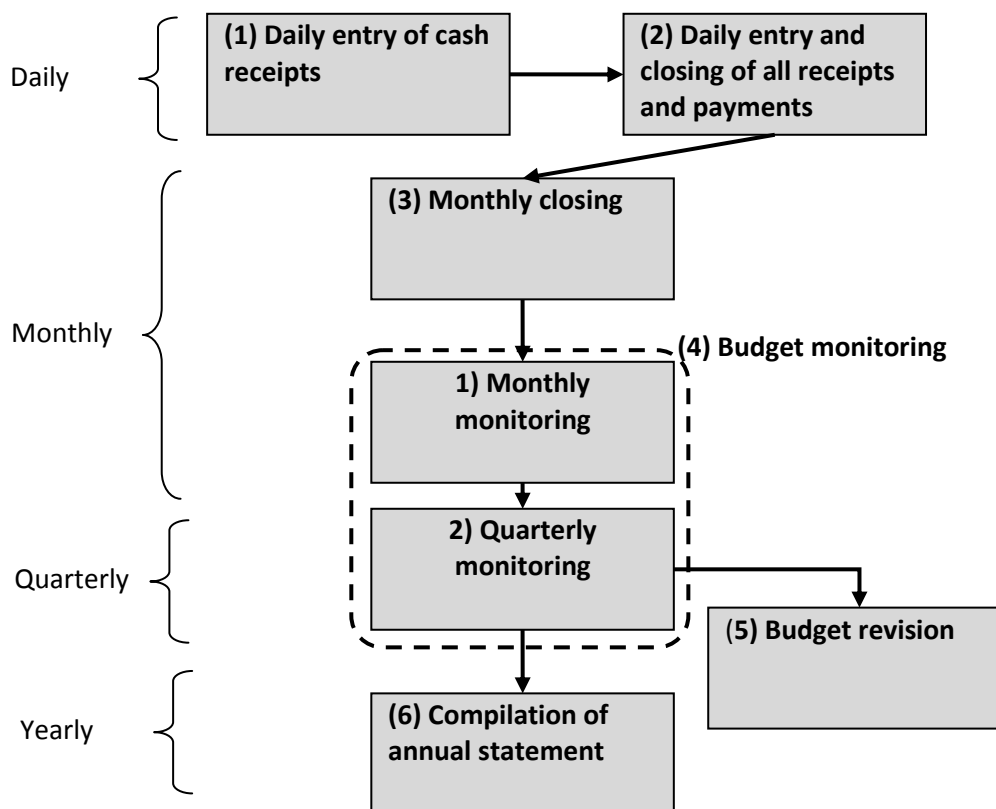 Daily
(1) Daily entry of cash
receipts
(2) Daily entry and
closing of all receipts
and payments
Monthly
(3) Monthly closing
(4) Budget monitoring
1) Monthly
monitoring
Quarterly
2) Quarterly
monitoring
(5) Budget revision
Yearly
(6) Compilation of
annual statement